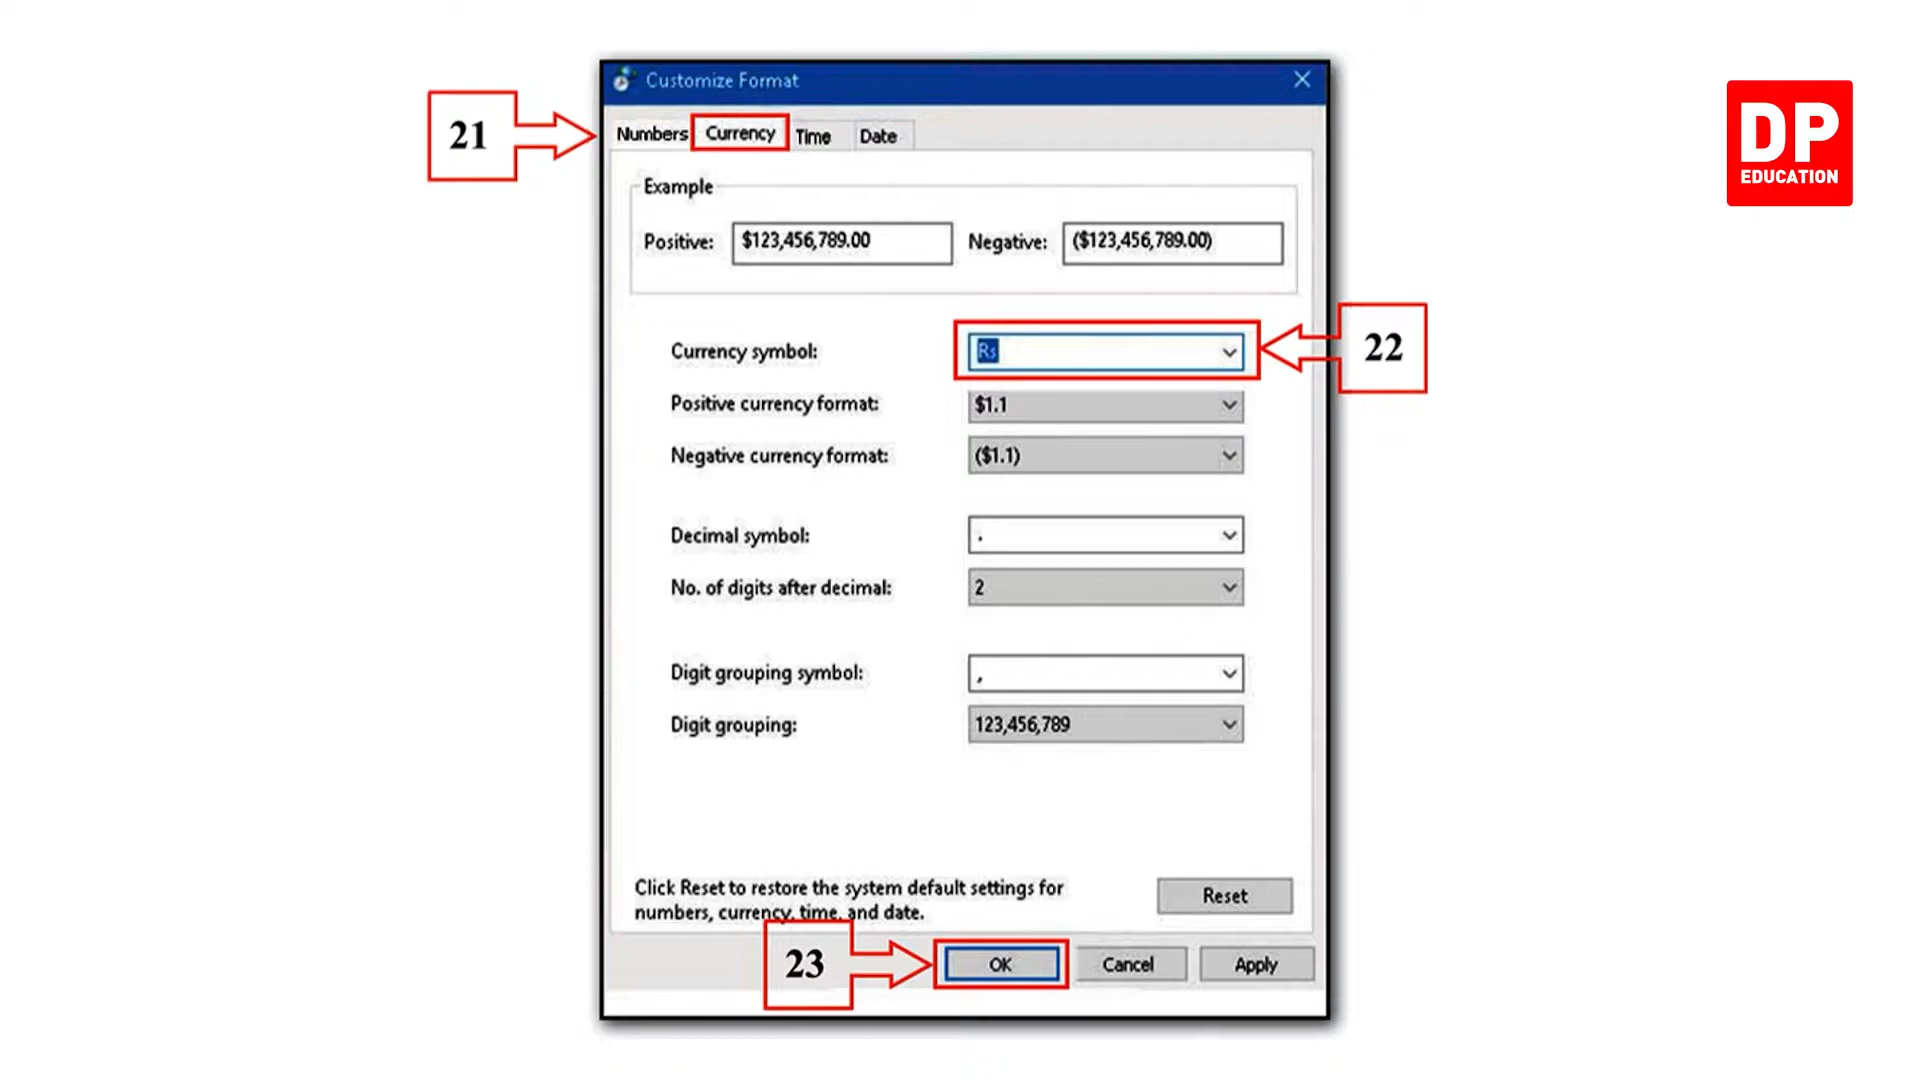 Customize Format
21
Numbers Currency Time Date
DP
EDUCATION
Example
Positive: $123,456,789.00 Negative: ($123,456,789.00)
22
Currency symbol: Rs
Positive currency format: $1.1
Negative currency format: ($1.1)
Decimal symbol: .
No. of digits after decimal: 2
Digit grouping symbol: ,
Digit grouping: 123,456,789
Click Reset to restore the system default settings for
numbers, currency, time, and date.
Reset
23
OK Cancel Apply